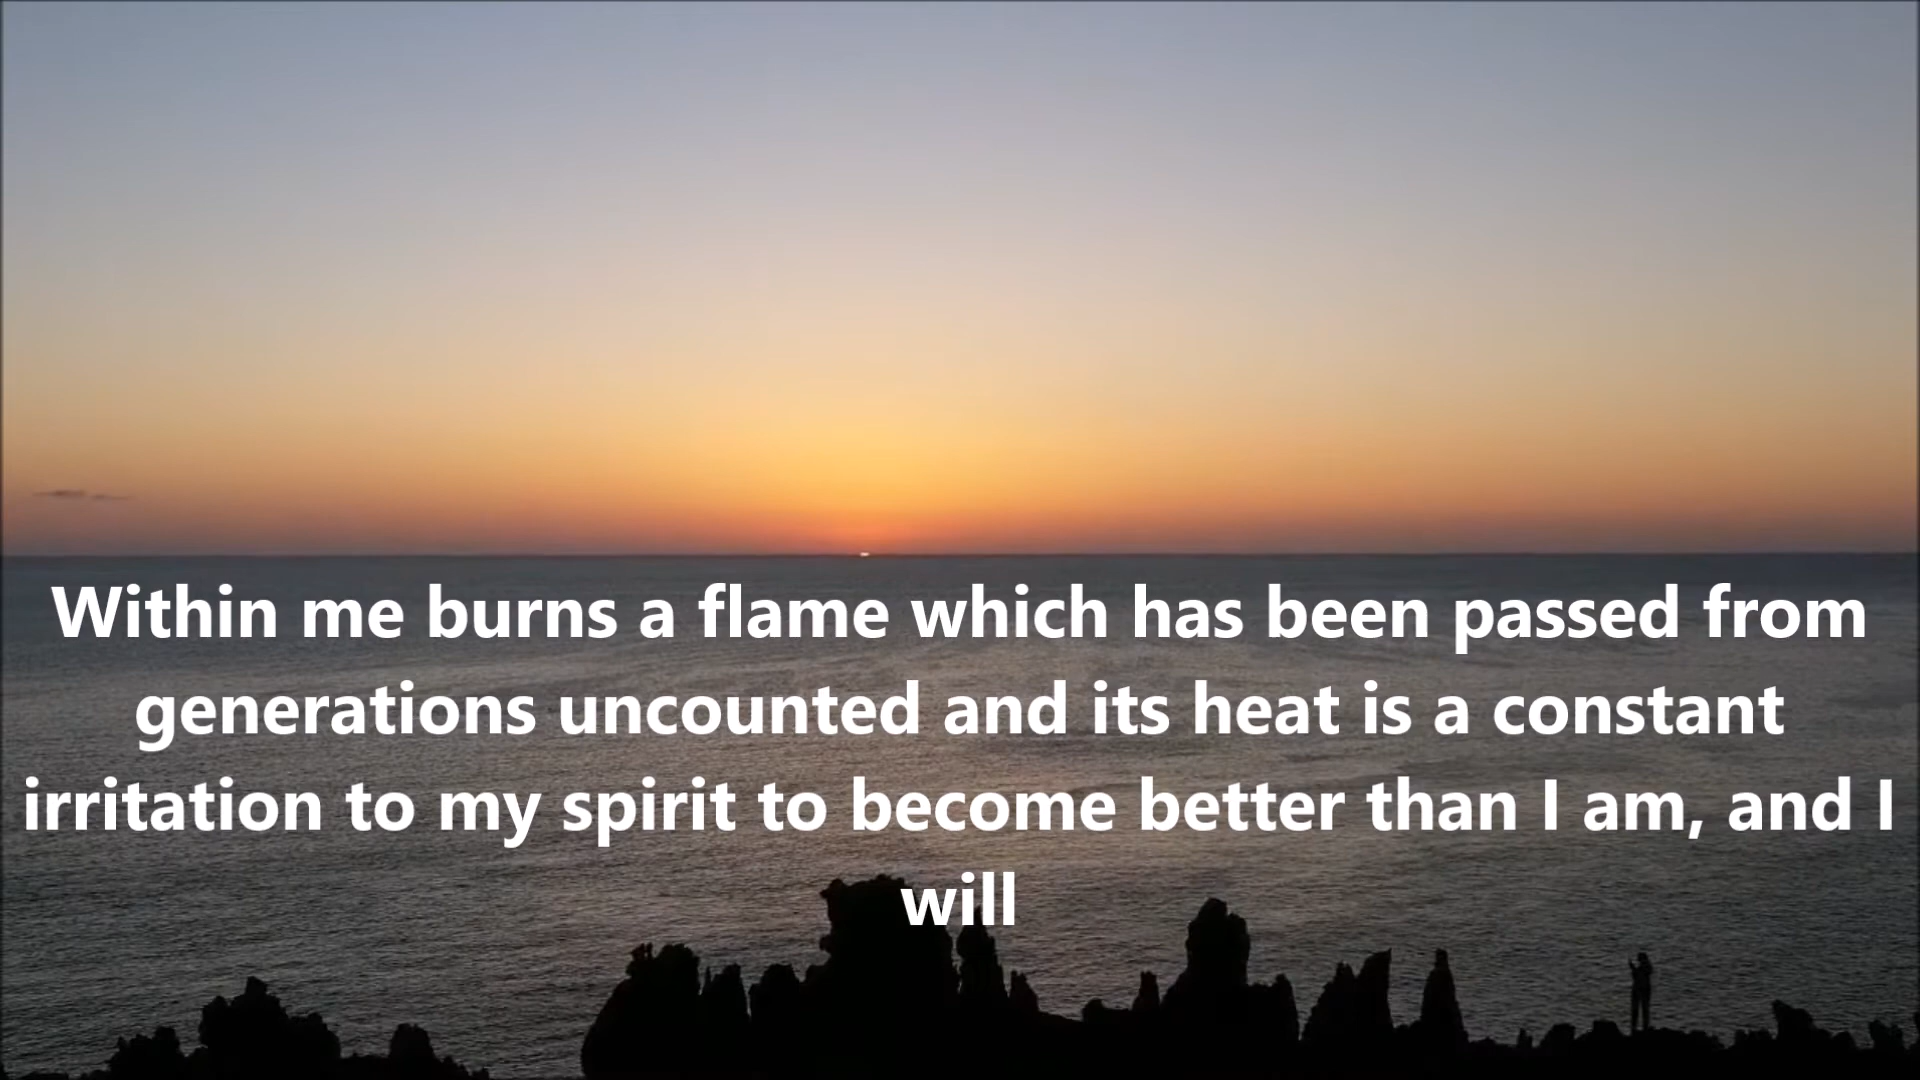 Within me burns a flame which has been passed from
generations uncounted and its heat is a constant
irritation to my spirit to become better than I am, and I
will